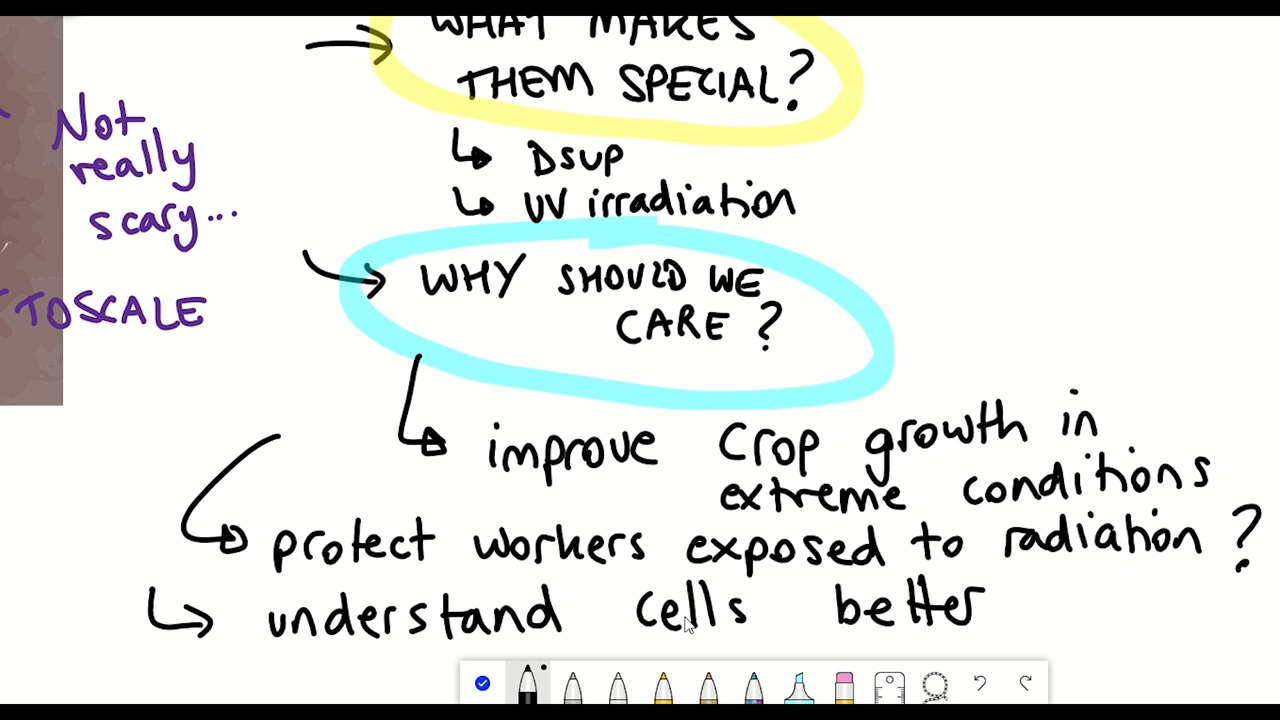 WHAT MAKES
THEM SPECIAL?
Not
really
scary...
Dsup
UV irradiation
WHY SHOULD WE
CARE?
TO SCALE
improve crop growth in
extreme conditions
protect workers exposed to radiation?
understand cells better